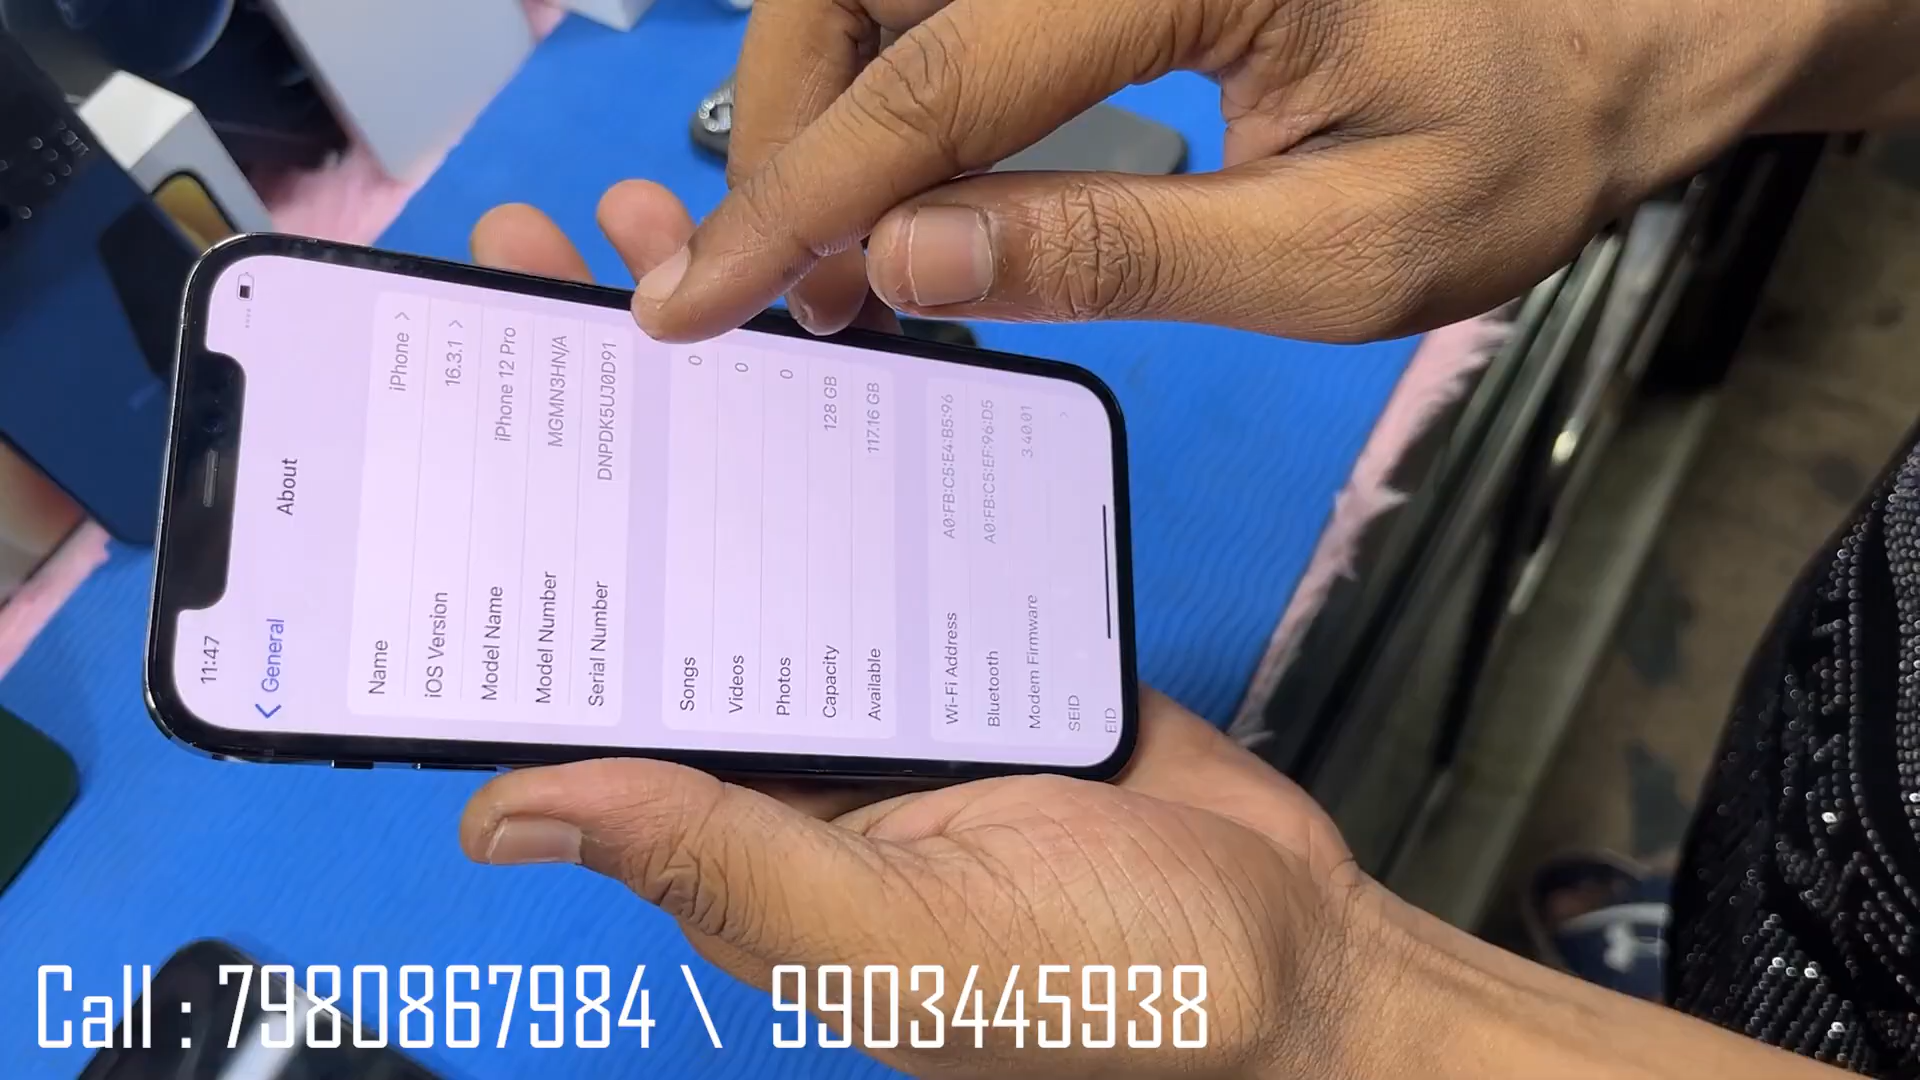 11:47
General
About
Name iPhone
iOS Version 16.3.1
Model Name iPhone 12 Pro
Model Number MGMN3HN/A
Serial Number DNPDK5UJ0D91
Songs 0
Videos 0
Photos 0
Capacity 128 GB
Available 117.16 GB
Wi-Fi Address A0:FB:C5:E4:B5:96
Bluetooth A0:FB:C5:EF:96:D5
Modem Firmware 3.40.01
SEID
EID
Call : 7980867984 \ 9903445938